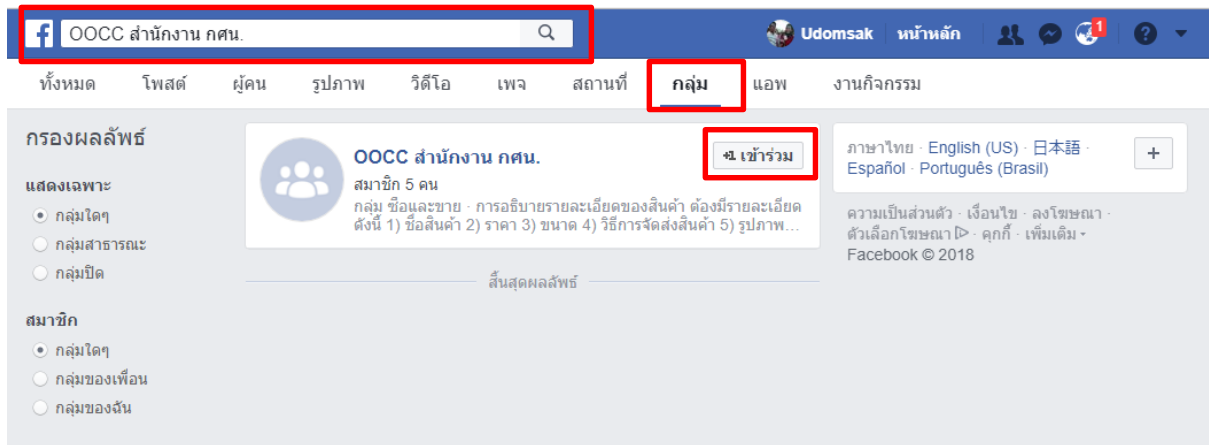 f OOCC สำนักงาน กศน. Udomsak หน้าหลัก 1 ?
ทั้งหมด โพสต์ ผู้คน รูปภาพ วิดีโอ เพจ สถานที่ กลุ่ม แอพ งานกิจกรรม
กรองผลลัพธ์
แสดงเฉพาะ
กลุ่มใดๆ
กลุ่มสาธารณะ
กลุ่มปิด
สมาชิก
กลุ่มใดๆ
กลุ่มของเพื่อน
กลุ่มของฉัน
OOCC สำนักงาน กศน.
+1 เข้าร่วม
สมาชิก 5 คน
กลุ่ม ซื้อและขาย · การอธิบายรายละเอียดของสินค้า ต้องมีรายละเอียด
ดังนี้ 1) ชื่อสินค้า 2) ราคา 3) ขนาด 4) วิธีการจัดส่งสินค้า 5) รูปภาพ...
สิ้นสุดผลลัพธ์
ภาษาไทย · English (US) · 日本語 ·
Español · Português (Brasil)
+
ความเป็นส่วนตัว · เงื่อนไข · ลงโฆษณา ·
ตัวเลือกโฆษณา · คุกกี้ · เพิ่มเติม
Facebook © 2018